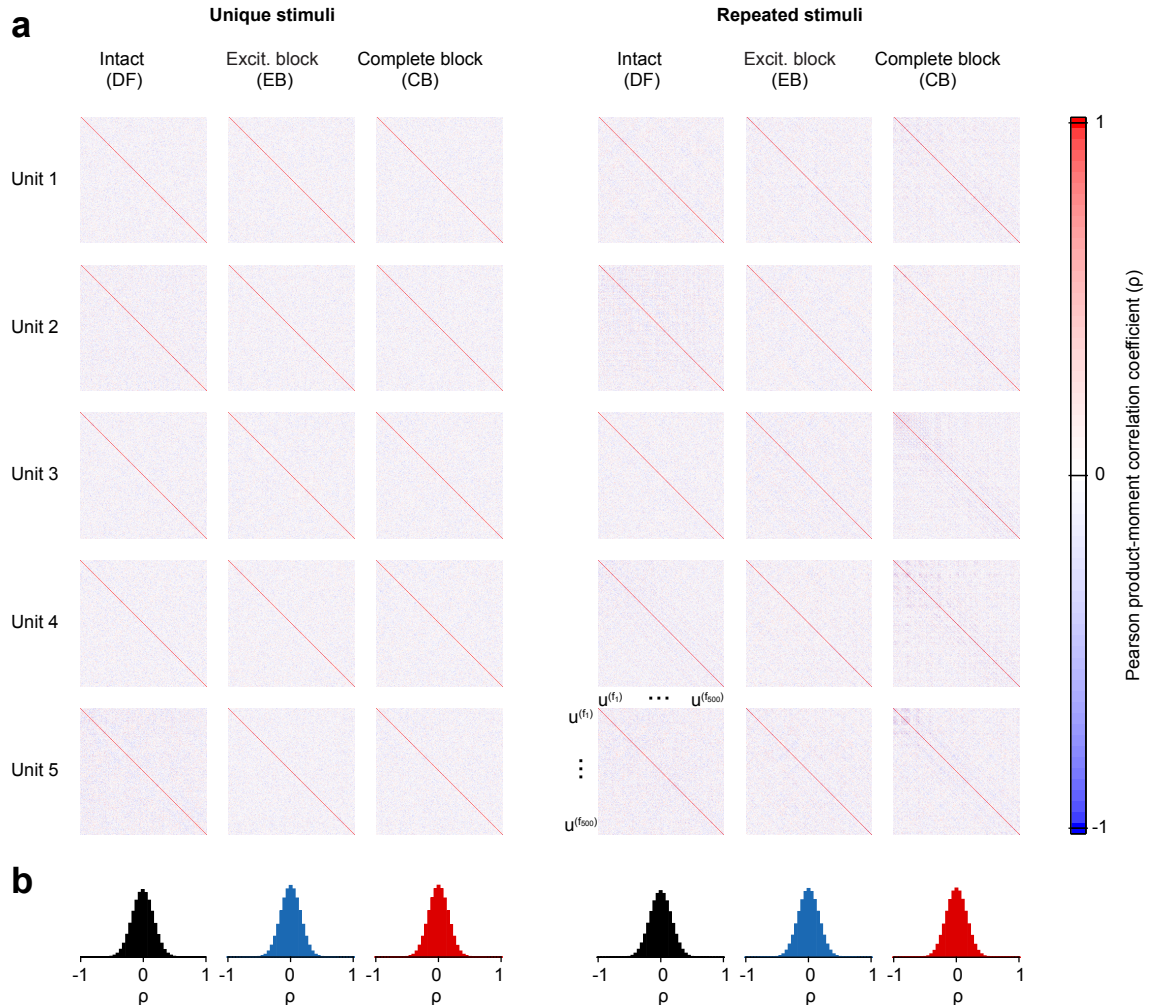 a
Unique stimuli
Repeated stimuli
Intact
(DF)
Excit. block
(EB)
Complete block
(CB)
Intact
(DF)
Excit. block
(EB)
Complete block
(CB)
Unit 1
Unit 2
Unit 3
Unit 4
Unit 5
u(f1) ... u(f500)
u(f1)
...
u(f500)
1
0
-1
Pearson product-moment correlation coefficient (ρ)
b
-1 0 1
ρ
-1 0 1
ρ
-1 0 1
ρ
-1 0 1
ρ
-1 0 1
ρ
-1 0 1
ρ